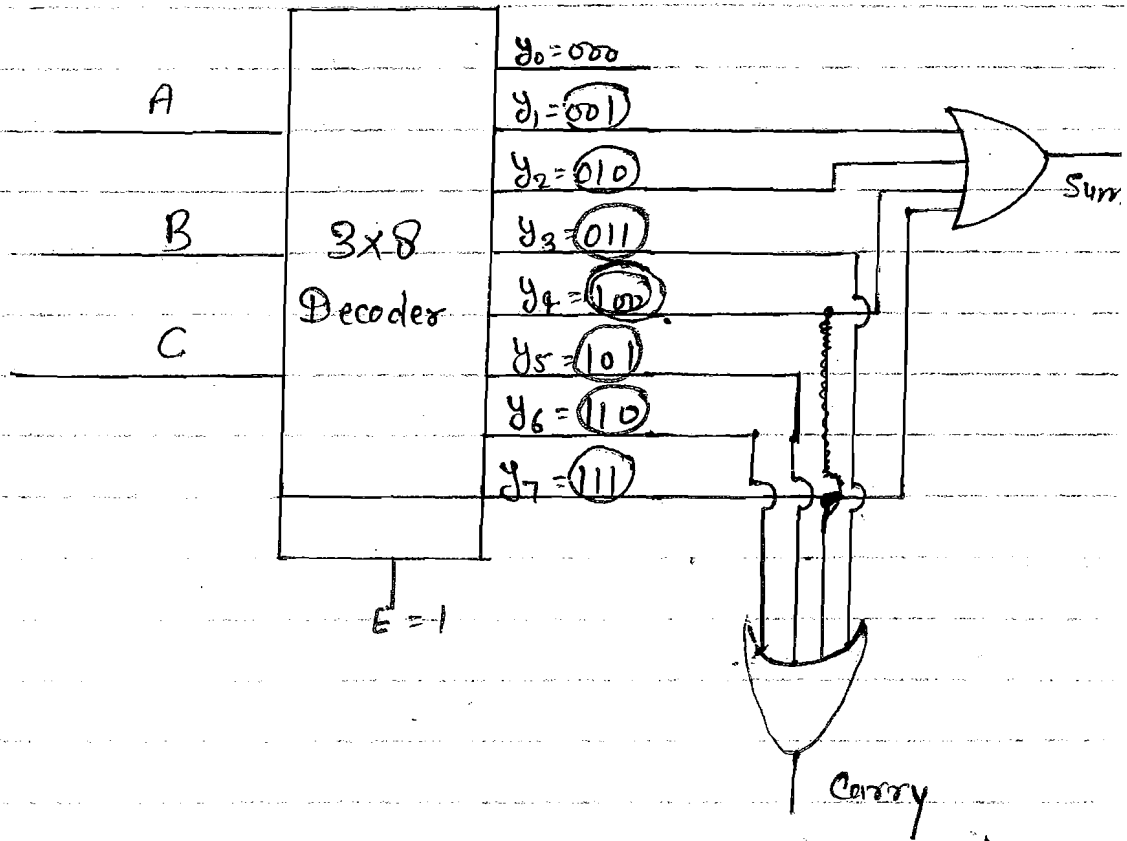 y0=000
A
y1=001
y2=010
Sum
B
3x8
y3=011
Decoder
y4=100
C
y5=101
y6=110
y7=111
E=1
Carry